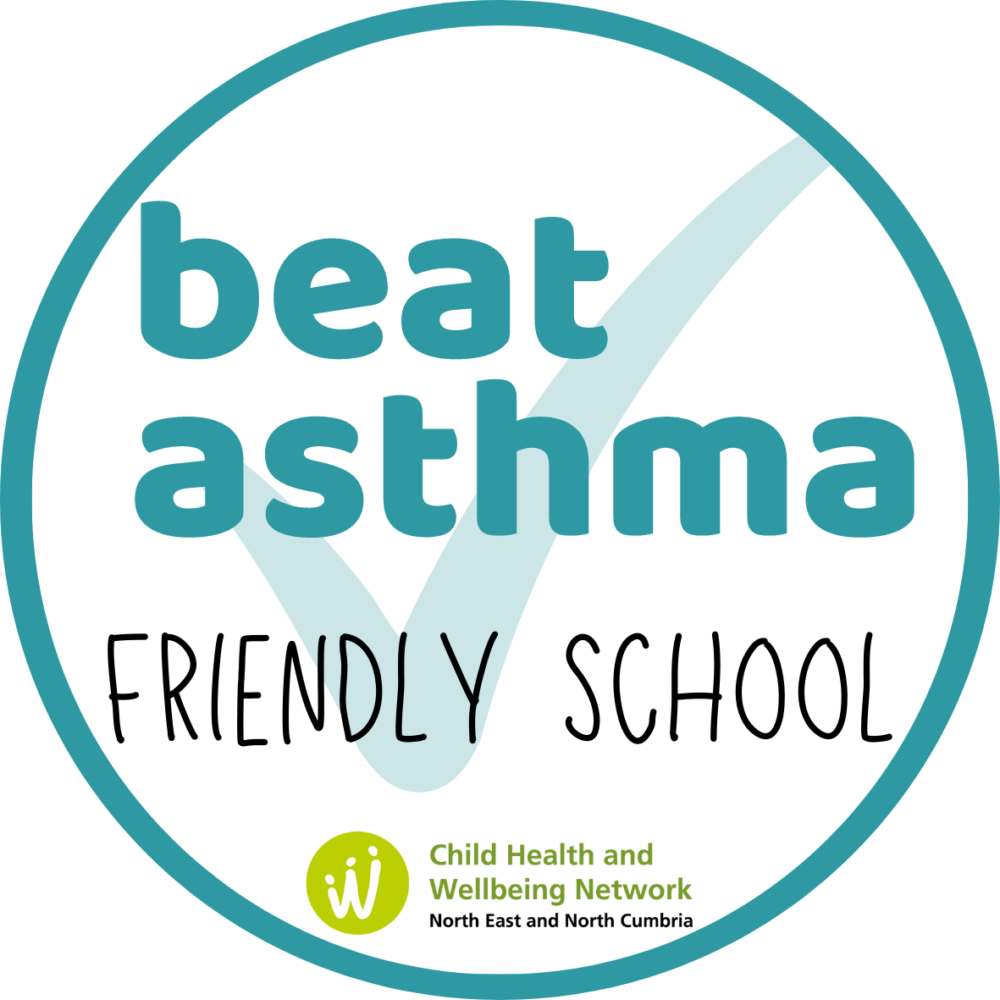 beat
asthma
FRIENDLY SCHOOL
Child Health and
Wellbeing Network
North East and North Cumbria